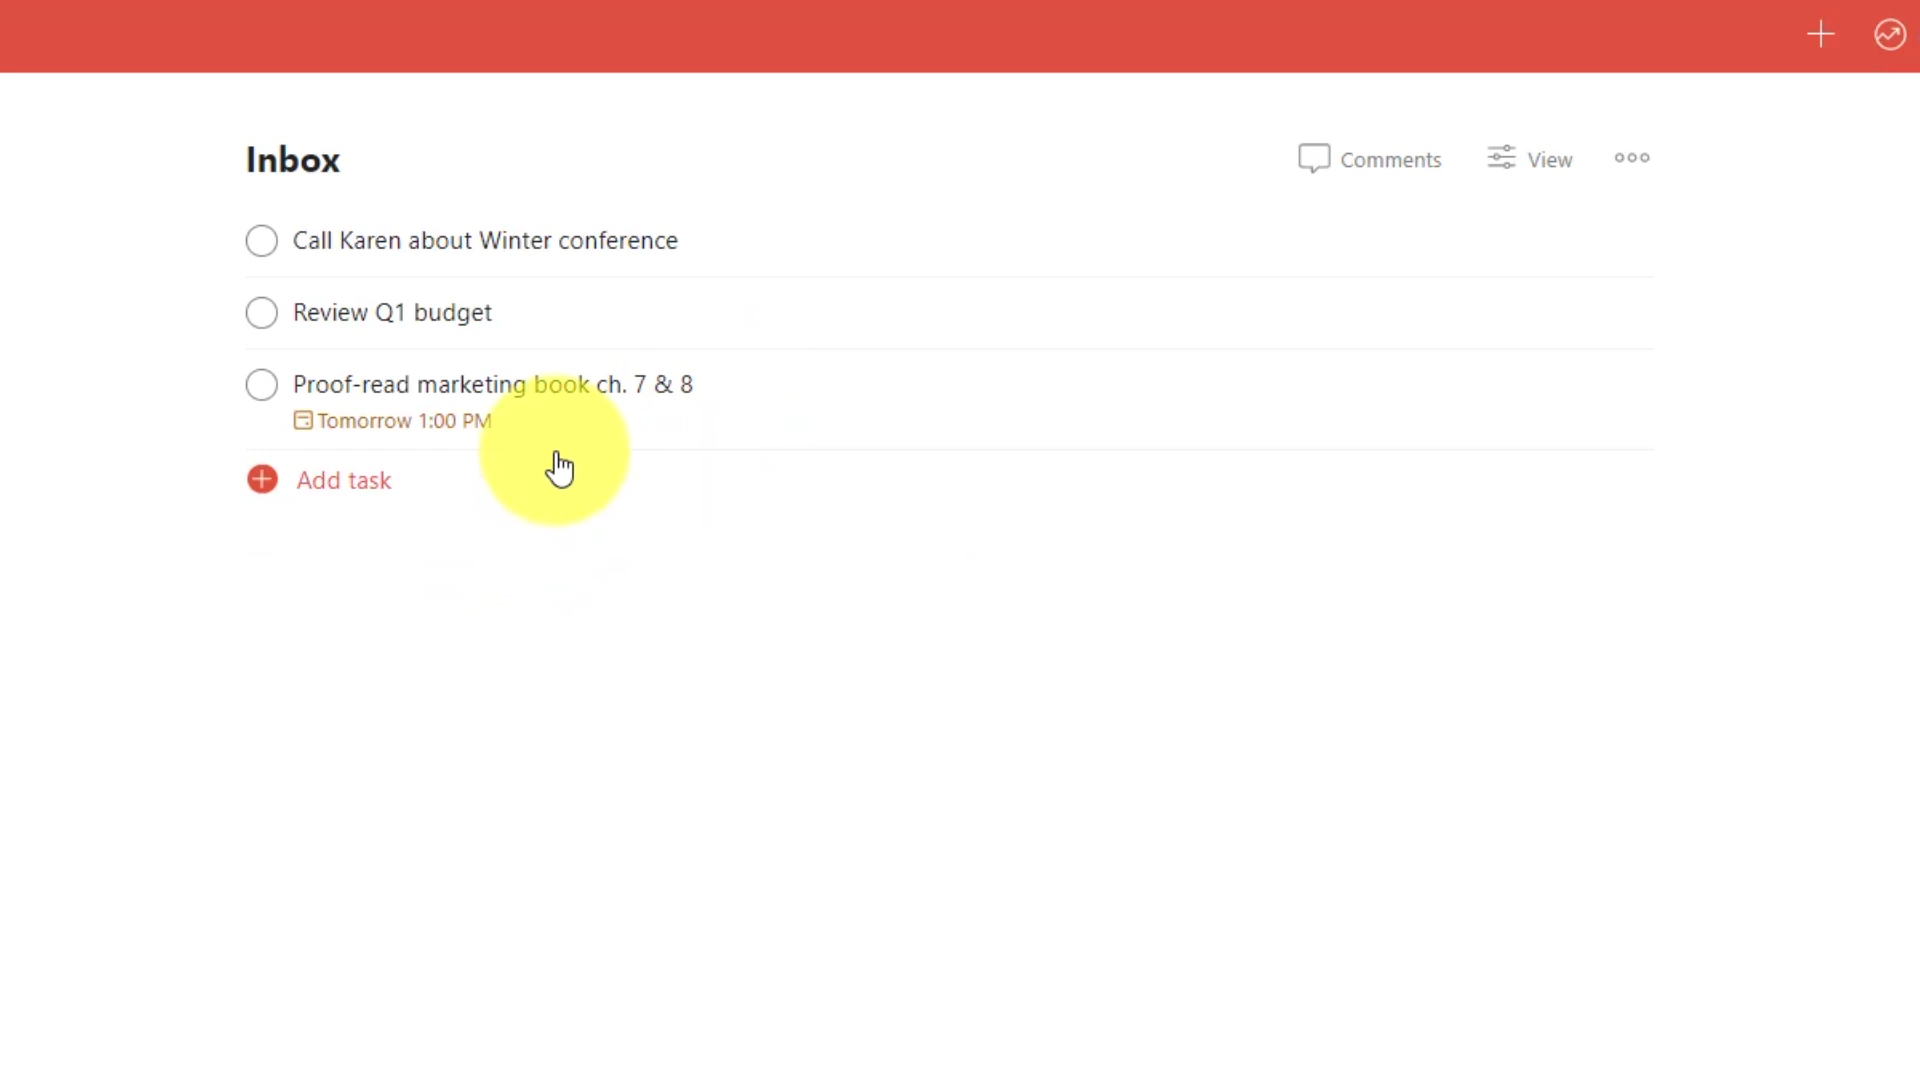 Inbox
Comments
View
Call Karen about Winter conference
Review Q1 budget
Proof-read marketing book ch. 7 & 8
Tomorrow 1:00 PM
Add task